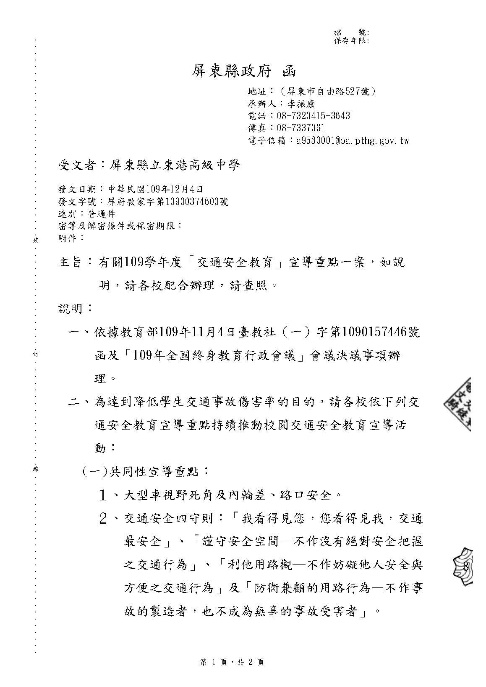 檔　　號：
保存年限：
屏東縣政府　函
地址：（屏東市自由路527號）
承辦人：李
電話：08-7323415-3643
傳真：08-733733
電子信箱：a9533001@oa.pthg.gov.tw
受文者：屏東縣立東港高級中學
發文日期：中華民國109年12月4日
發文字號：屏府教家字第10930374603號
速別：普通件
密等及解密條件或保密期限：
附件：
主旨：有關109學年度「交通安全教育」宣導重點一案，如說
明，請各校配合辦理，請查照。
說明：
一、依據教育部109年11月4日臺教社（一）字第1090157446號
函及「109年全國終身教育行政會議」會議決議事項辦
理。
二、為達到降低學生交通事故傷害率的目的，請各校依下列交
通安全教育宣導重點持續推動校園交通安全教育宣導活
動：
(一)共同性宣導重點：
１、大型車視野死角及內輪差、路口安全。
２、交通安全四守則：「我看得見您，您看得見我，交通
最安全」、「謹守安全空間—不作沒有絕對安全把握
之交通行為」、「利他用路觀—不作妨礙他人安全與
方便之交通行為」及「防衛兼顧的用路行為—不作事
故的製造者，也不成為無辜的事故受害者」。
裝
訂
線
第 1 頁，共 2 頁